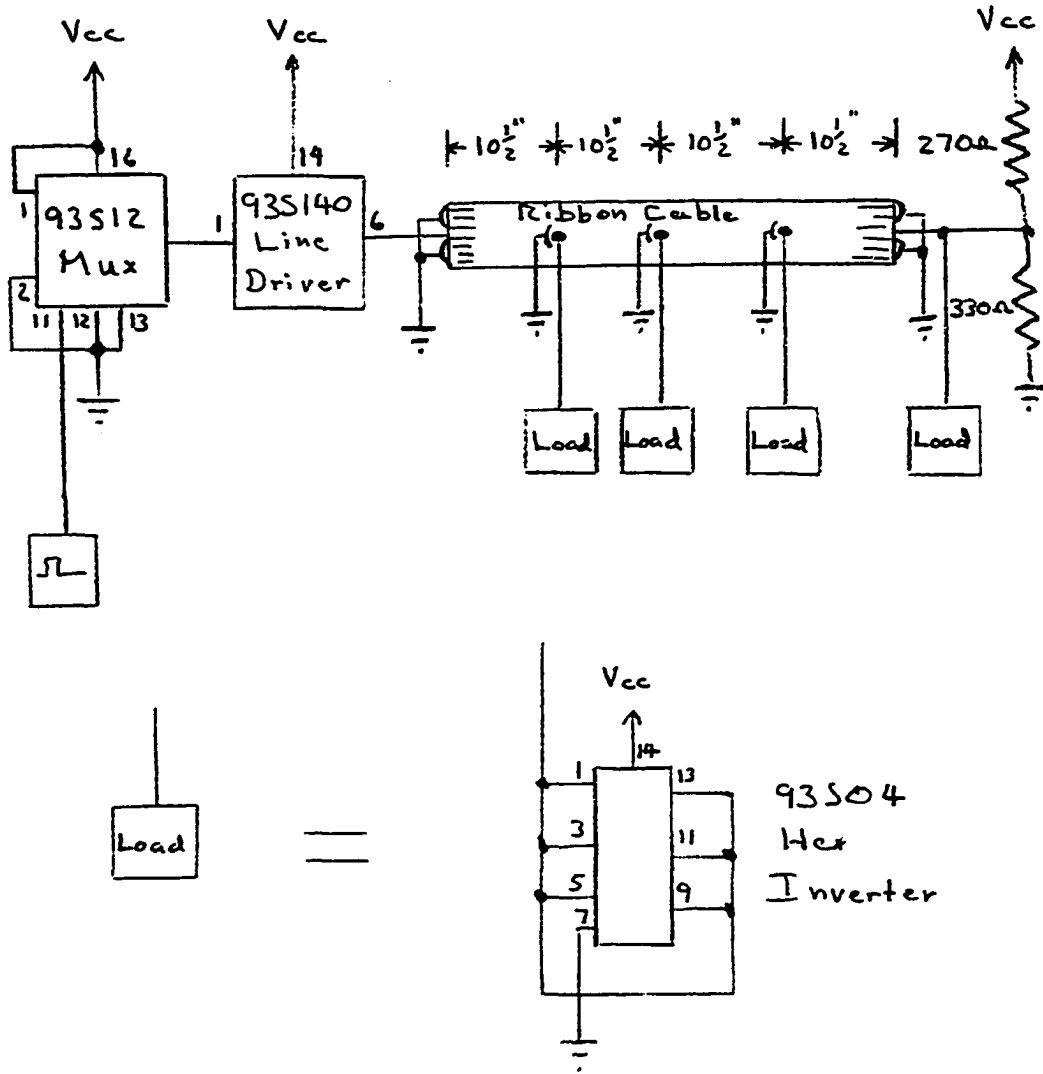 Vcc
Vcc
Vcc
10½" 10½" 10½" 10½" 270Ω
16
14
1
93S12
Mux
2
11 12 13
1
93S140
Line
Driver
6
Ribbon Cable
330Ω
Load Load Load Load
Vcc
14
Load
1
3
5
7
13
11
9
93S04
Hex
Inverter